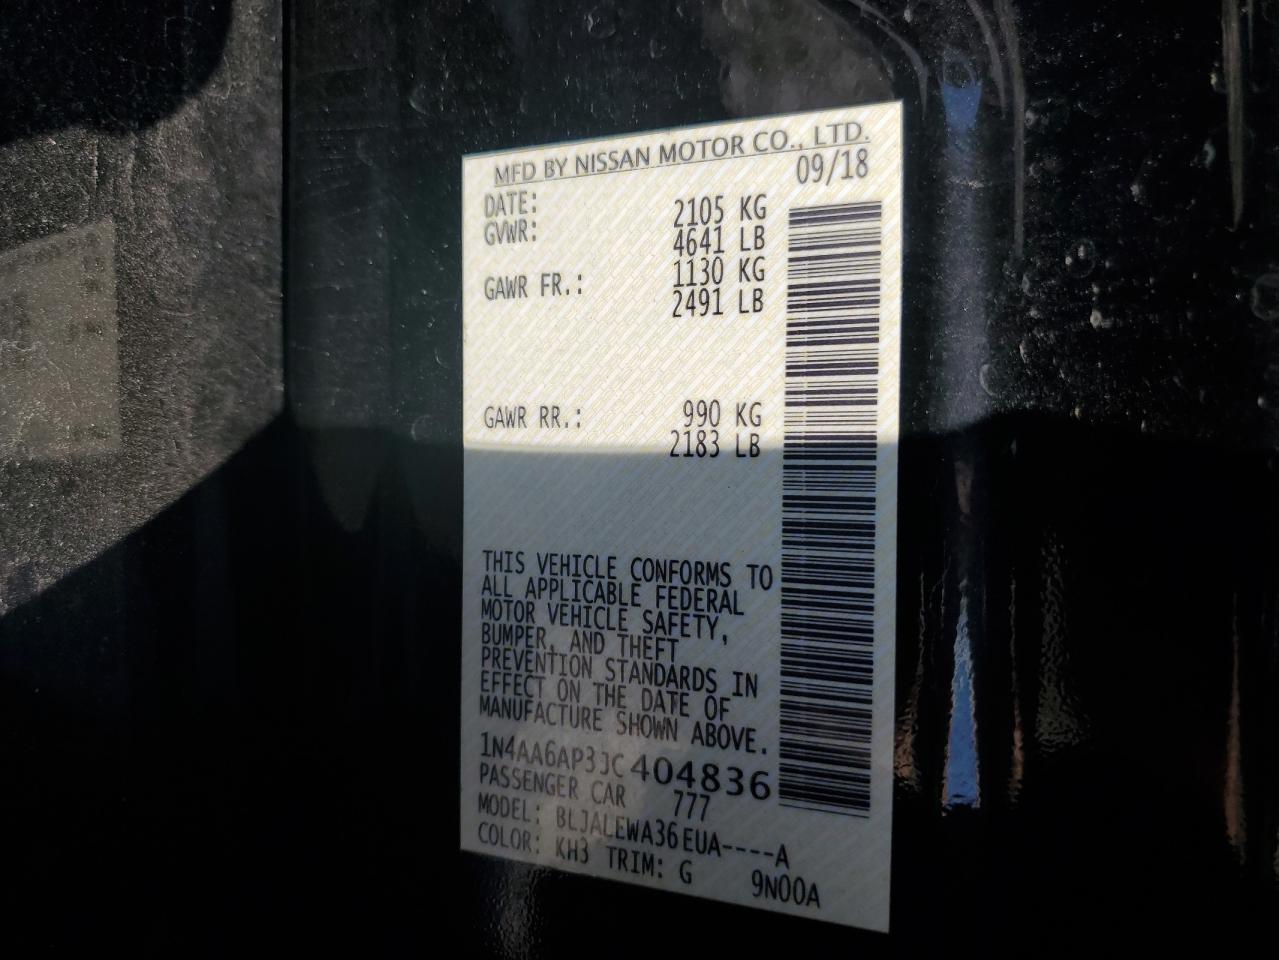 MFD BY NISSAN MOTOR CO., LTD.
DATE: 09/18
GVWR: 2105 KG
4641 LB
GAWR FR.: 1130 KG
2491 LB
GAWR RR.: 990 KG
2183 LB
THIS VEHICLE CONFORMS TO
ALL APPLICABLE FEDERAL
MOTOR VEHICLE SAFETY,
BUMPER, AND THEFT
PREVENTION STANDARDS IN
EFFECT ON THE DATE OF
MANUFACTURE SHOWN ABOVE.
1N4AA6AP3JC404836
PASSENGER CAR 777
MODEL: BLJALEWA36EUA----A
COLOR: KH3 TRIM: G 9N00A